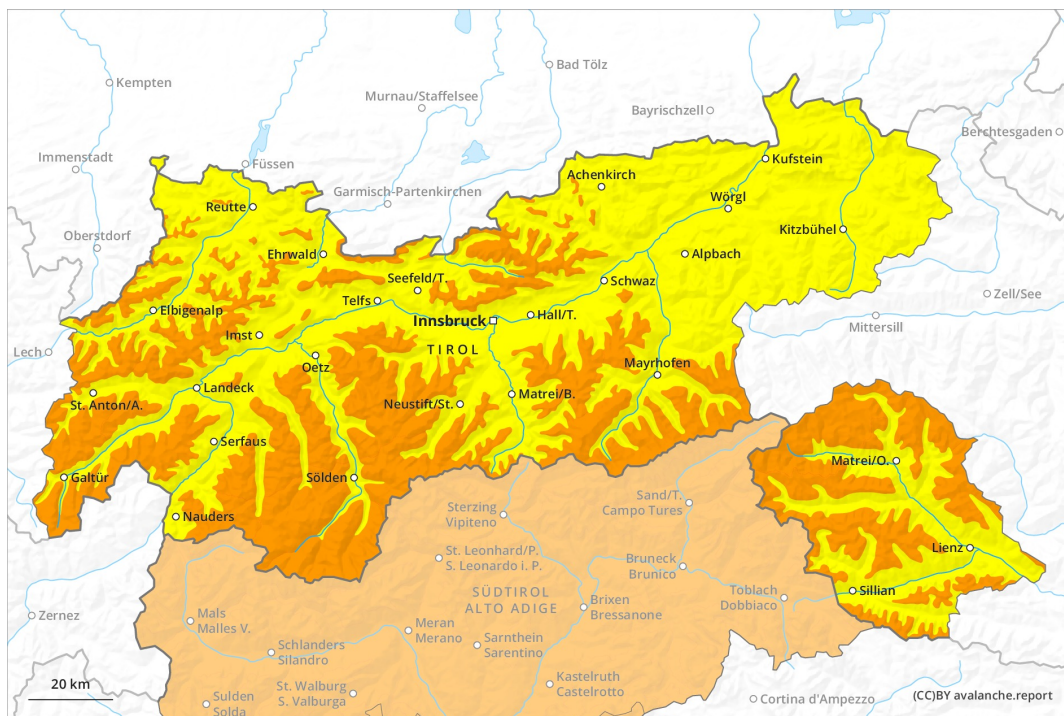 Kempten
Bad Tölz
Murnau/Staffelsee
Bayrischzell
Berchtesgaden
Immenstadt
Füssen
Kufstein
Garmisch-Partenkirchen
Achenkirch
Reutte
Wörgl
Oberstdorf
Kitzbühel
Ehrwald
Alpbach
Seefeld/T.
Schwaz
Zell/See
Telfs
Elbigenalp
Innsbruck
Hall/T.
Mittersill
Imst
Lech
TIROL
Oetz
Mayrhofen
Landeck
St. Anton/A.
Neustift/St.
Matrei/B.
Serfaus
Matrei/O.
Galtür
Sölden
Sand/T.
Campo Tures
Nauders
Sterzing
Vipiteno
Lienz
St. Leonhard/P.
S. Leonardo i. P.
Bruneck
Brunico
Sillian
SÜDTIROL
ALTO ADIGE
Toblach
Dobbiaco
Zernez
Mals
Malles V.
Brixen
Bressanone
Meran
Merano
Sarnthein
Sarentino
Schlanders
Silandro
20 km
St. Walburg
S. Valburga
Kastelruth
Castelrotto
Sulden
Solda
Cortina d'Ampezzo
(CC)BY avalanche.report